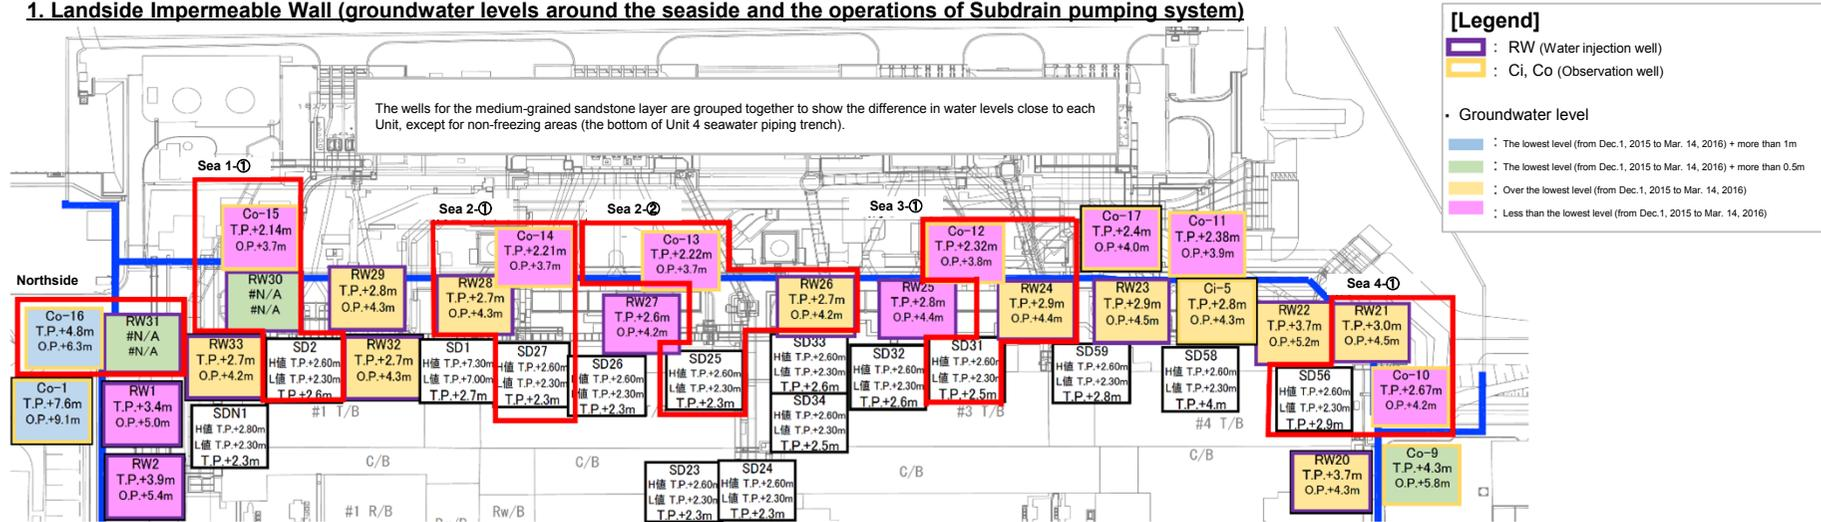 1. Landside Impermeable Wall (groundwater levels around the seaside and the operations of Subdrain pumping system)
[Legend]
: RW (Water injection well)
: Ci, Co (Observation well)
・ Groundwater level
: The lowest level (from Dec.1, 2015 to Mar. 14, 2016) + more than 1m
: The lowest level (from Dec.1, 2015 to Mar. 14, 2016) + more than 0.5m
: Over the lowest level (from Dec.1, 2015 to Mar. 14, 2016)
: Less than the lowest level (from Dec.1, 2015 to Mar. 14, 2016)
The wells for the medium-grained sandstone layer are grouped together to show the difference in water levels close to each
Unit, except for non-freezing areas (the bottom of Unit 4 seawater piping trench).
Sea 1-①
Co-15
T.P.+2.14m
O.P.+3.7m
RW30
#N/A
#N/A
RW29
T.P.+2.8m
O.P.+4.3m
Sea 2-①
Co-14
T.P.+2.21m
O.P.+3.7m
RW28
T.P.+2.7m
O.P.+4.3m
Sea 2-②
Co-13
T.P.+2.22m
O.P.+3.7m
RW27
T.P.+2.6m
O.P.+4.2m
RW26
T.P.+2.7m
O.P.+4.2m
Sea 3-①
Co-12
T.P.+2.32m
O.P.+3.8m
RW25
T.P.+2.8m
O.P.+4.4m
RW24
T.P.+2.9m
O.P.+4.4m
Co-17
T.P.+2.4m
O.P.+4.0m
Co-11
T.P.+2.38m
O.P.+3.9m
RW23
T.P.+2.9m
O.P.+4.5m
Ci-5
T.P.+2.8m
O.P.+4.3m
RW22
T.P.+3.7m
O.P.+5.2m
Sea 4-①
RW21
T.P.+3.0m
O.P.+4.5m
Northside
Co-16
T.P.+4.8m
O.P.+6.3m
RW31
#N/A
#N/A
RW33
T.P.+2.7m
O.P.+4.2m
SD2
H値 T.P.+2.60m
L値 T.P.+2.30m
T.P.+2.6m
RW32
T.P.+2.7m
O.P.+4.3m
SD1
H値 T.P.+7.30m
L値 T.P.+7.00m
T.P.+2.7m
SD27
H値 T.P.+2.60m
L値 T.P.+2.30m
T.P.+2.3m
SD26
H値 T.P.+2.60m
L値 T.P.+2.30m
T.P.+2.3m
SD25
H値 T.P.+2.60m
L値 T.P.+2.30m
T.P.+2.3m
SD33
H値 T.P.+2.60m
L値 T.P.+2.30m
T.P.+2.6m
SD34
H値 T.P.+2.60m
L値 T.P.+2.30m
T.P.+2.5m
SD32
H値 T.P.+2.60m
L値 T.P.+2.30m
T.P.+2.6m
SD31
H値 T.P.+2.60m
L値 T.P.+2.30m
T.P.+2.5m
SD59
H値 T.P.+2.60m
L値 T.P.+2.30m
T.P.+2.8m
SD58
H値 T.P.+2.60m
L値 T.P.+2.30m
T.P.+4.m
SD56
H値 T.P.+2.60m
L値 T.P.+2.30m
T.P.+2.9m
Co-10
T.P.+2.67m
O.P.+4.2m
Co-1
T.P.+7.6m
O.P.+9.1m
RW1
T.P.+3.4m
O.P.+5.0m
SDN1
H値 T.P.+2.80m
L値 T.P.+2.30m
T.P.+2.3m
#1 T/B
#3 T/B
#4 T/B
RW2
T.P.+3.9m
O.P.+5.4m
C/B
C/B
C/B
C/B
SD23
H値 T.P.+2.60m
L値 T.P.+2.30m
T.P.+2.3m
SD24
H値 T.P.+2.60m
L値 T.P.+2.30m
T.P.+2.3m
RW20
T.P.+3.7m
O.P.+4.3m
Co-9
T.P.+4.3m
O.P.+5.8m
#1 R/B
Rw/B